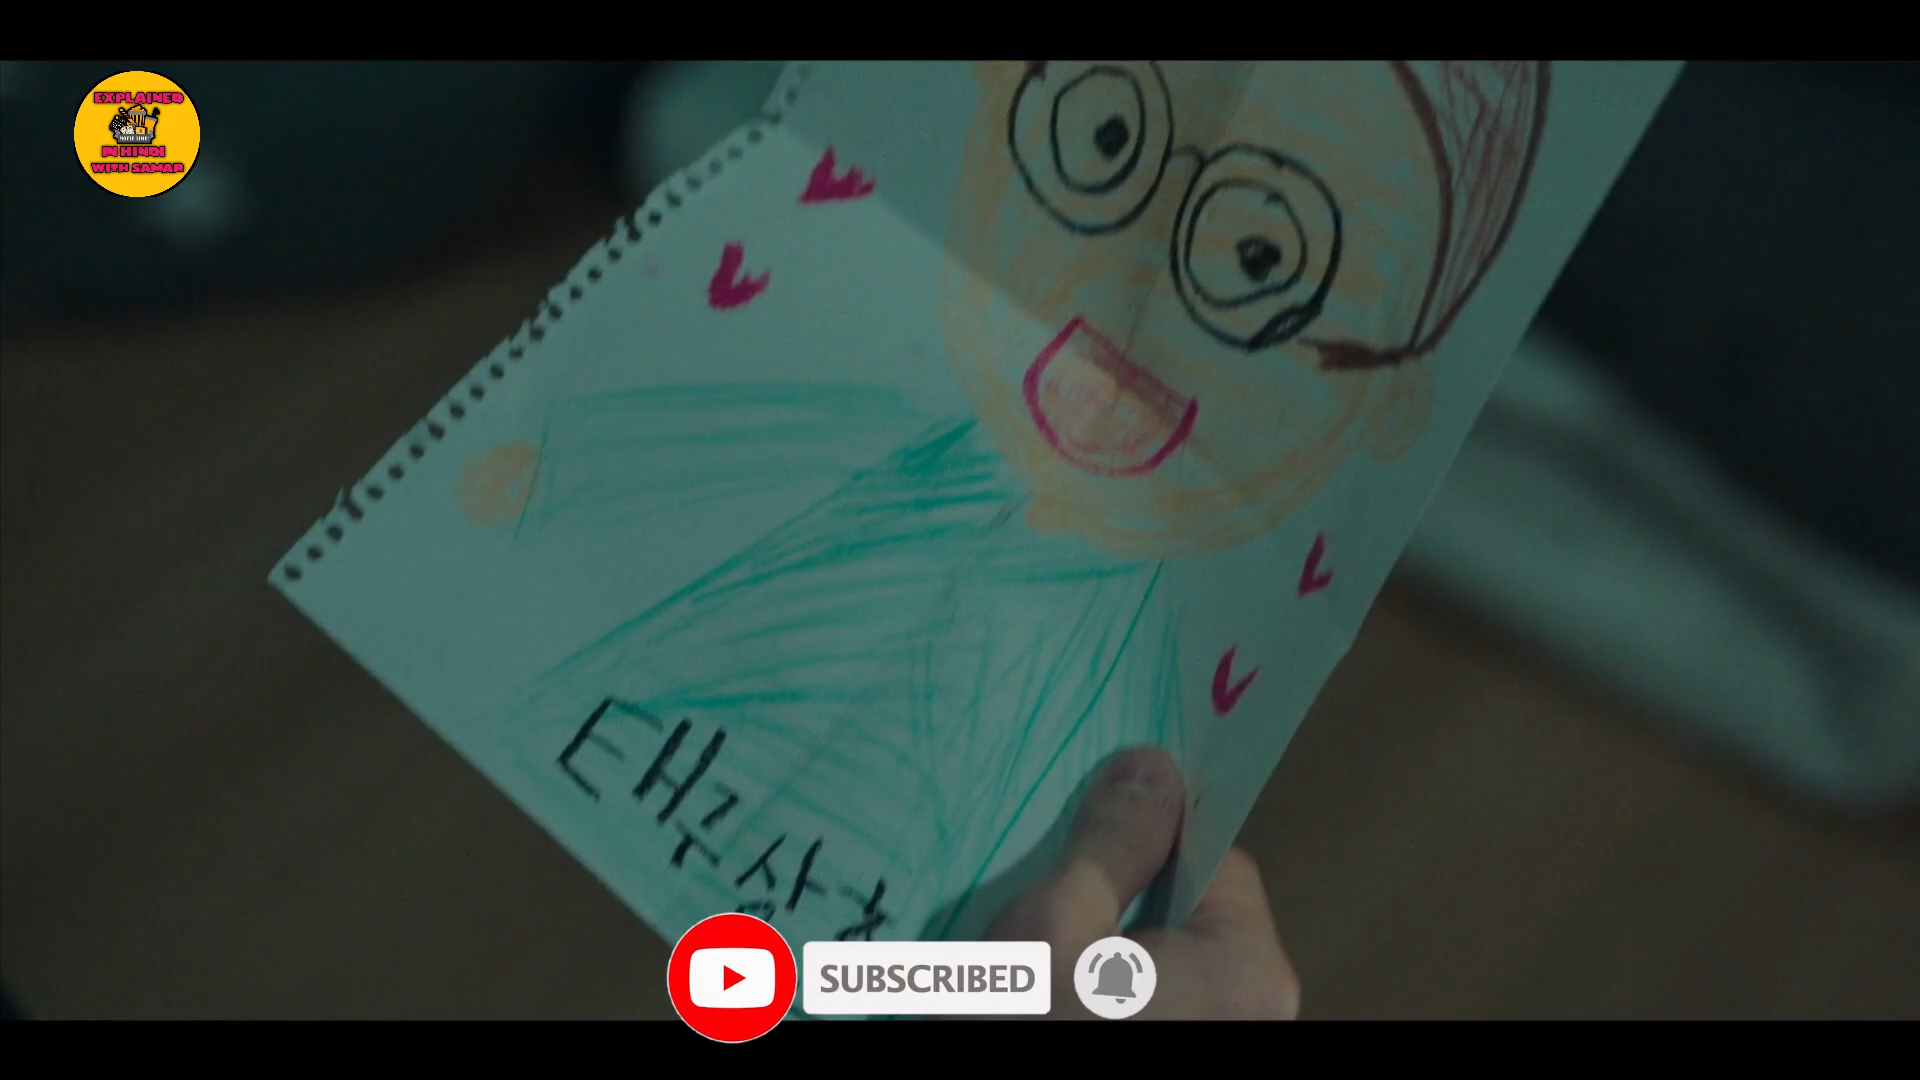 EXPLAINED
IN HINDI
WITH SAMAR
태주삼
SUBSCRIBED